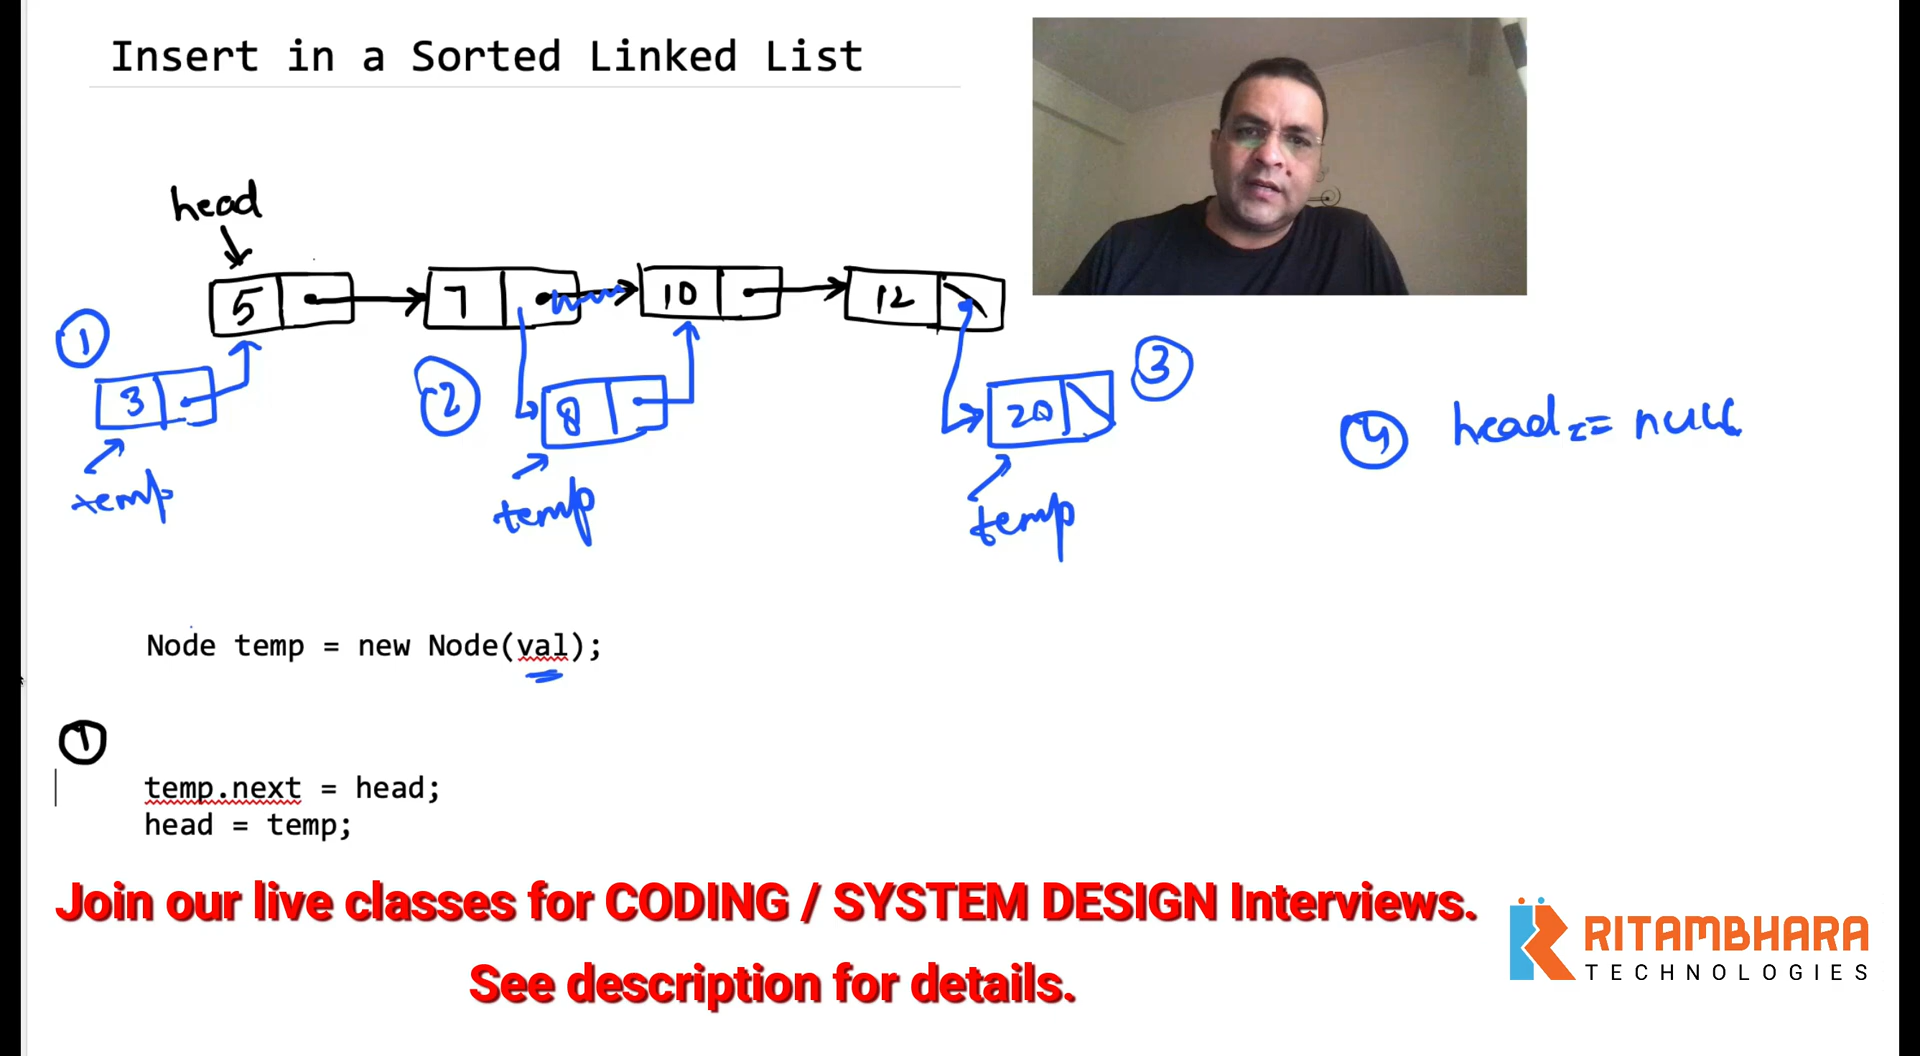 Insert in a Sorted Linked List
head
5 7 10 12
1 3 temp
2 8 temp
20 temp 3
4 head == null
Node temp = new Node(val);
1
temp.next = head;
head = temp;
Join our live classes for CODING / SYSTEM DESIGN Interviews.
See description for details.
RITAMBHARA
TECHNOLOGIES